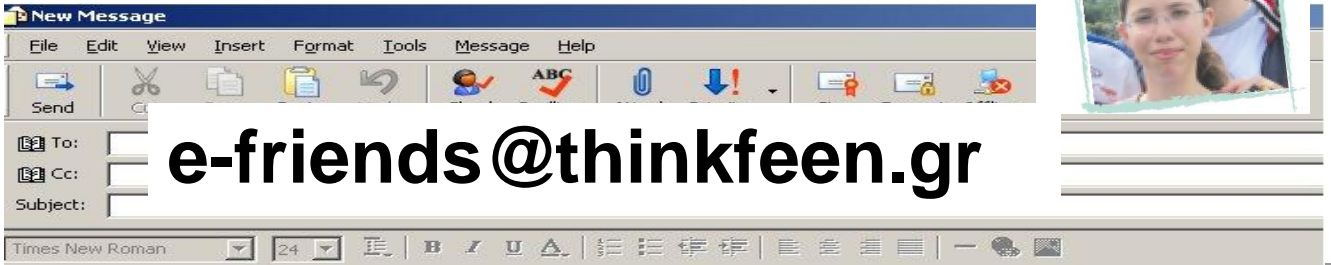 New Message
File Edit View Insert Format Tools Message Help
ABC
Send
To:
e-friends@thinkfeen.gr
Cc:
Subject:
Times New Roman 24 B I U A